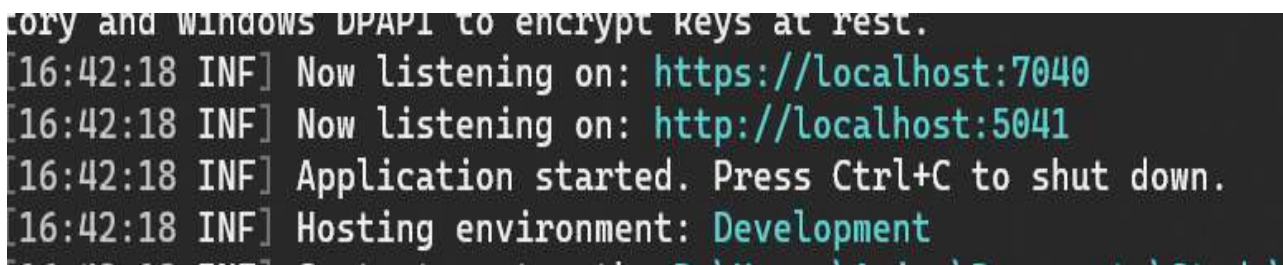 tory and Windows DPAPI to encrypt keys at rest.
[16:42:18 INF] Now listening on: https://localhost:7040
[16:42:18 INF] Now listening on: http://localhost:5041
[16:42:18 INF] Application started. Press Ctrl+C to shut down.
[16:42:18 INF] Hosting environment: Development